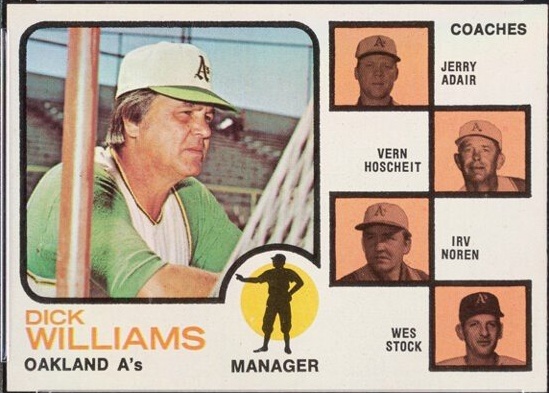 COACHES
JERRY
ADAIR
VERN
HOSCHEIT
IRV
NOREN
WES
STOCK
A's
DICK
WILLIAMS
OAKLAND A's
MANAGER